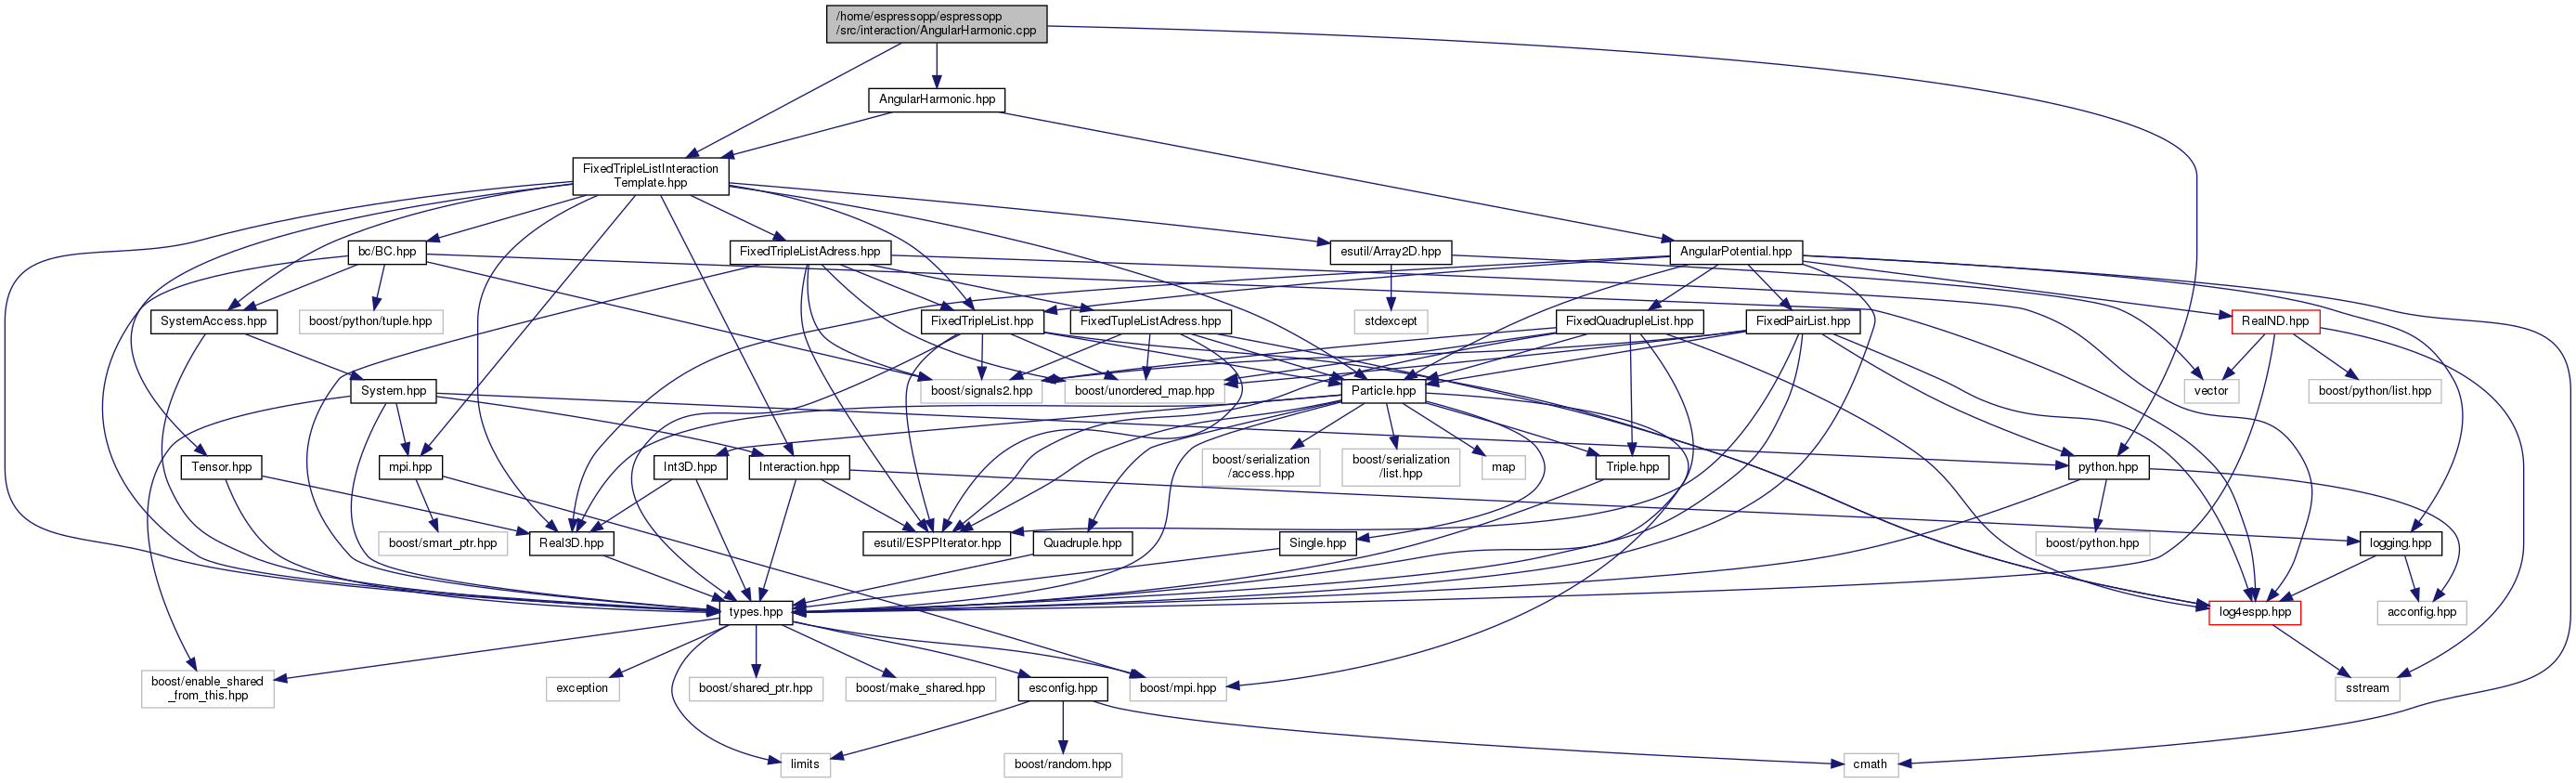 /home/espressopp/espressopp
/src/interaction/AngularHarmonic.cpp
AngularHarmonic.hpp
FixedTripleListInteraction
Template.hpp
bc/BC.hpp
FixedTripleListAdress.hpp
esutil/Array2D.hpp
AngularPotential.hpp
SystemAccess.hpp
boost/python/tuple.hpp
FixedTripleList.hpp
FixedTupleListAdress.hpp
stdexcept
FixedQuadrupleList.hpp
FixedPairList.hpp
RealND.hpp
System.hpp
boost/signals2.hpp
boost/unordered_map.hpp
Particle.hpp
vector
boost/python/list.hpp
Tensor.hpp
mpi.hpp
Int3D.hpp
Interaction.hpp
boost/serialization
/access.hpp
boost/serialization
/list.hpp
map
Triple.hpp
python.hpp
boost/smart_ptr.hpp
Real3D.hpp
esutil/ESPPIterator.hpp
Quadruple.hpp
Single.hpp
boost/python.hpp
logging.hpp
types.hpp
log4espp.hpp
acconfig.hpp
boost/enable_shared
_from_this.hpp
exception
boost/shared_ptr.hpp
boost/make_shared.hpp
esconfig.hpp
boost/mpi.hpp
sstream
limits
boost/random.hpp
cmath